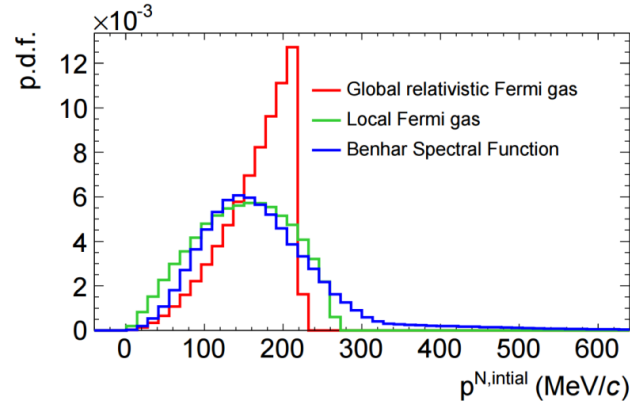 ×10⁻³
p.d.f.
12
10
8
6
4
2
0
Global relativistic Fermi gas
Local Fermi gas
Benhar Spectral Function
0 100 200 300 400 500 600
p^N,intial (MeV/c)